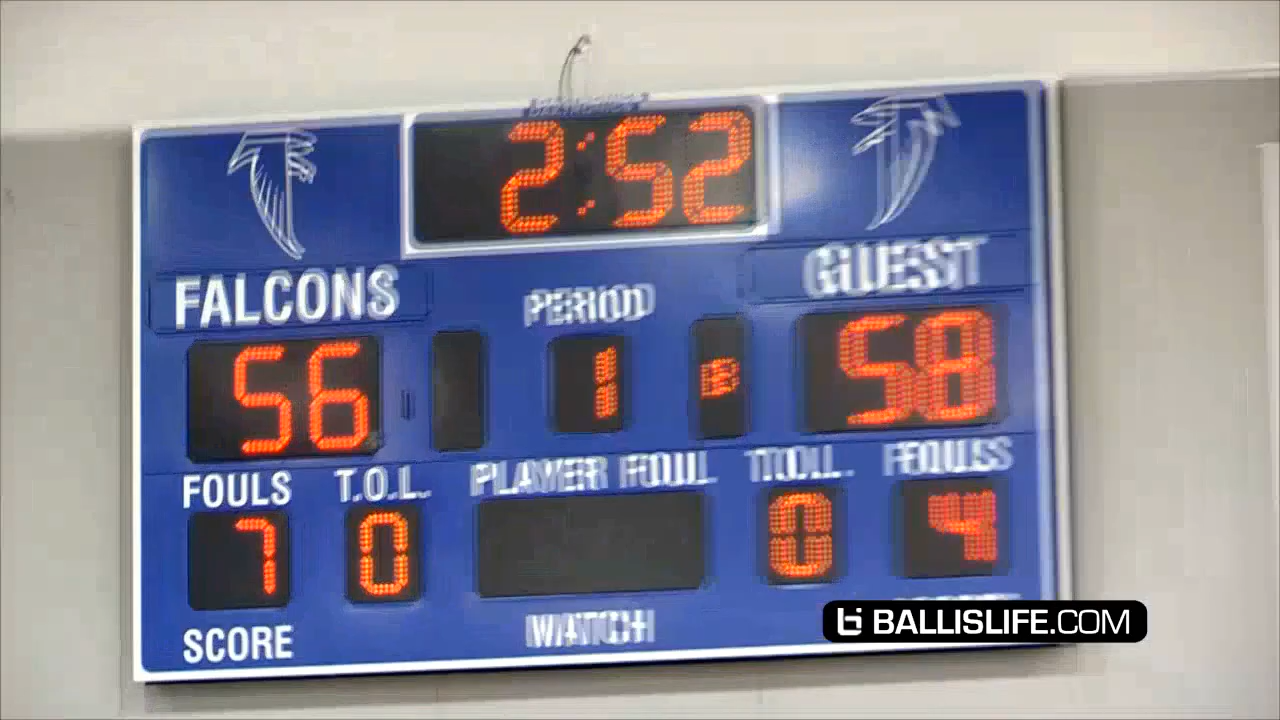 2:52
FALCONS PERIOD GUEST
56 1 B 58
FOULS T.O.L. PLAYER FOUL T.O.L. FOULS
7 0 0 4
SCORE WATCH
BALLISLIFE.COM